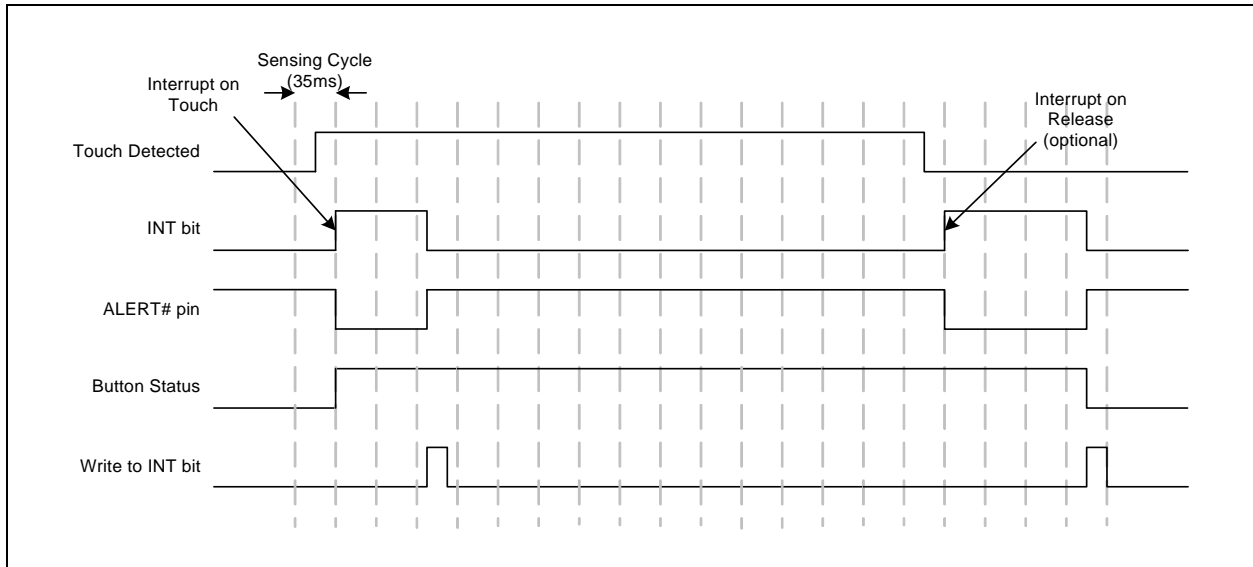 Sensing Cycle
(35ms)
Interrupt on
Touch
Interrupt on
Release
(optional)
Touch Detected
INT bit
ALERT# pin
Button Status
Write to INT bit